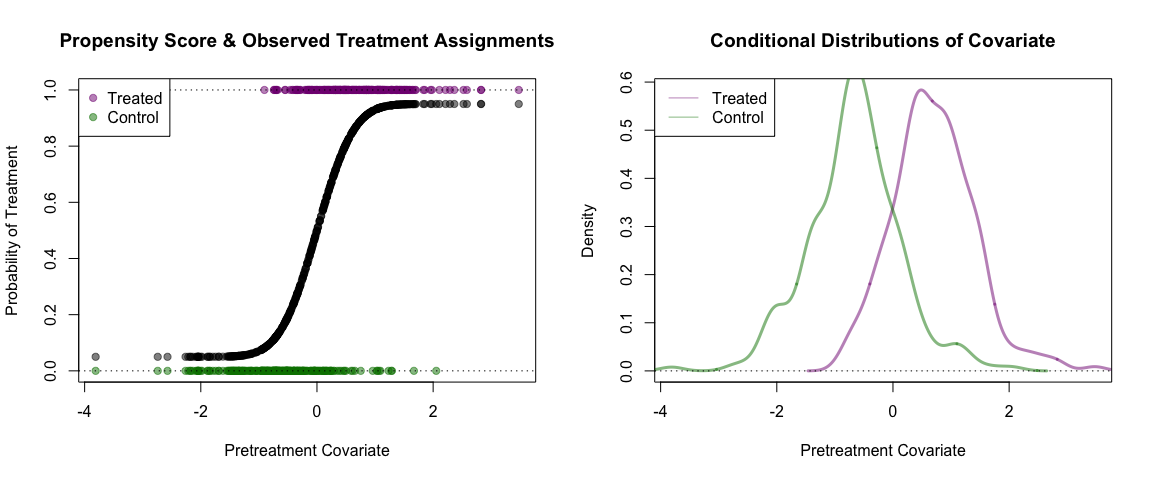 Propensity Score & Observed Treatment Assignments
Treated
Control
Probability of Treatment
1.0
0.8
0.6
0.4
0.2
0.0
-4 -2 0 2
Pretreatment Covariate
Conditional Distributions of Covariate
Treated
Control
Density
0.6
0.5
0.4
0.3
0.2
0.1
0.0
-4 -2 0 2
Pretreatment Covariate